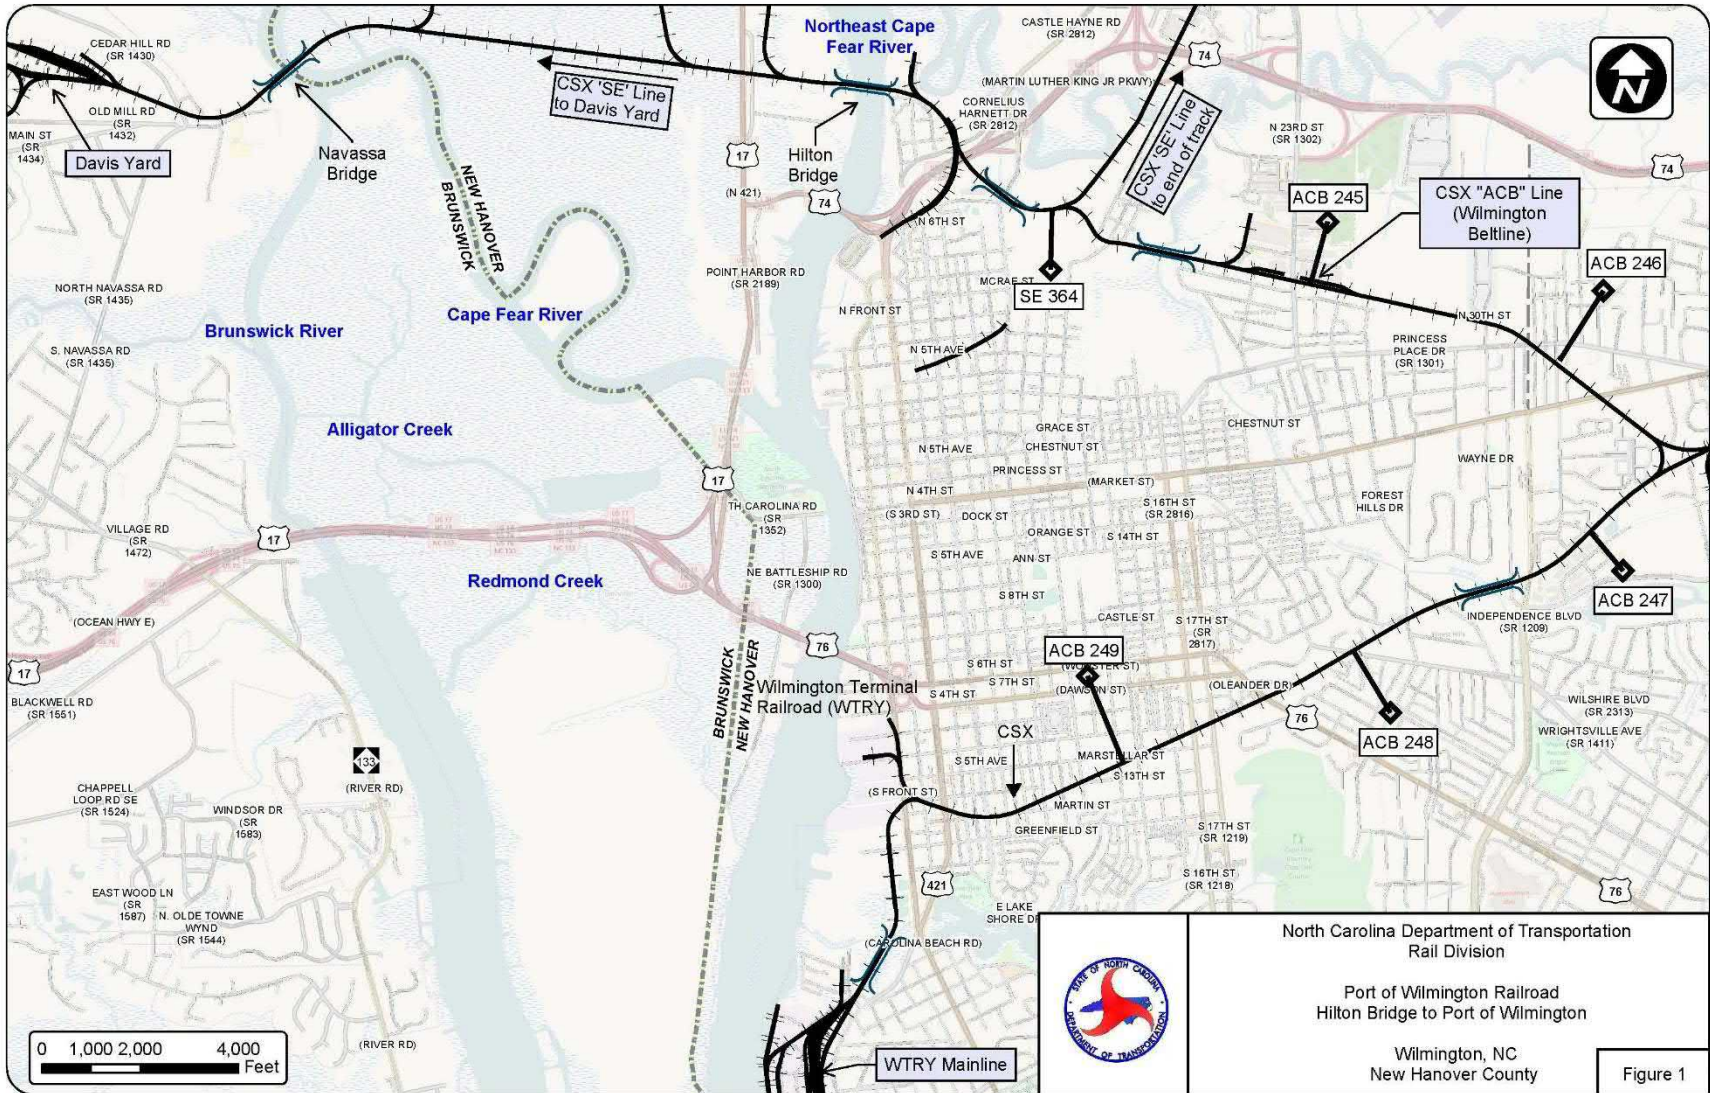 Northeast Cape
Fear River
CASTLE HAYNE RD
(SR 2812)
CEDAR HILL RD
(SR 1430)
74
N
CSX 'SE' Line
to Davis Yard
(MARTIN LUTHER KING JR PKWY)
CORNELIUS
HARNETT DR
(SR 2812)
CSX 'SE' Line
to end of track
N 23RD ST
(SR 1302)
OLD MILL RD
(SR
1432)
MAIN ST
(SR
1434)
Davis Yard
Navassa
Bridge
17
Hilton
Bridge
74
(N 421)
74
NEW HANOVER
BRUNSWICK
N 6TH ST
ACB 245
CSX "ACB" Line
(Wilmington
Beltline)
ACB 246
POINT HARBOR RD
(SR 2189)
MCRAE ST
SE 364
NORTH NAVASSA RD
(SR 1435)
Brunswick River
Cape Fear River
N FRONT ST
N 30TH ST
S. NAVASSA RD
(SR 1435)
N 5TH AVE
PRINCESS
PLACE DR
(SR 1301)
Alligator Creek
GRACE ST
CHESTNUT ST
CHESTNUT ST
N 5TH AVE
PRINCESS ST
WAYNE DR
17
N 4TH ST
(MARKET ST)
S 16TH ST
(SR 2816)
FOREST
HILLS DR
TH CAROLINA RD
(SR
1352)
(S 3RD ST)
DOCK ST
ORANGE ST
S 14TH ST
VILLAGE RD
(SR
1472)
17
S 5TH AVE
ANN ST
Redmond Creek
NE BATTLESHIP RD
(SR 1300)
S 8TH ST
ACB 247
(OCEAN HWY E)
CASTLE ST
S 17TH ST
(SR
2817)
INDEPENDENCE BLVD
(SR 1209)
76
ACB 249
(WOOSTER ST)
17
S 6TH ST
S 7TH ST
BRUNSWICK
NEW HANOVER
Wilmington Terminal
Railroad (WTRY)
S 4TH ST
(DAWSON ST)
(OLEANDER DR)
BLACKWELL RD
(SR 1551)
WILSHIRE BLVD
(SR 2313)
76
ACB 248
WRIGHTSVILLE AVE
(SR 1411)
CSX
133
S 5TH AVE
MARSTELLAR ST
S 13TH ST
(RIVER RD)
(S FRONT ST)
CHAPPELL
LOOP RD SE
(SR 1524)
WINDSOR DR
(SR
1583)
MARTIN ST
GREENFIELD ST
S 17TH ST
(SR 1219)
421
S 16TH ST
(SR 1218)
76
EAST WOOD LN
(SR
1587)
N. OLDE TOWNE
WYND
(SR 1544)
E LAKE
SHORE DR
(CAROLINA BEACH RD)
STATE OF NORTH CAROLINA
DEPARTMENT OF TRANSPORTATION
North Carolina Department of Transportation
Rail Division
Port of Wilmington Railroad
Hilton Bridge to Port of Wilmington
Wilmington, NC
New Hanover County
Figure 1
(RIVER RD)
0 1,000 2,000 4,000
Feet
WTRY Mainline